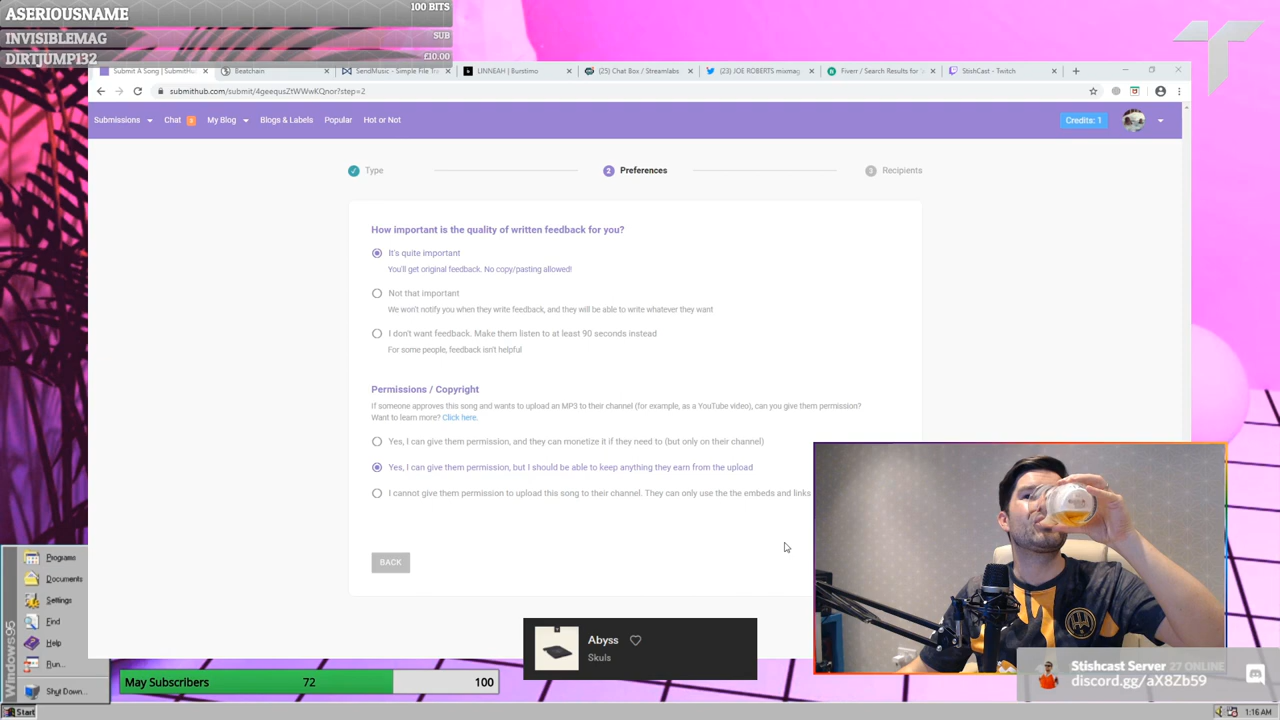 ASERIOUSNAME 100 BITS
INVISIBLEMAG SUB
DIRTJUMP132 £10.00
Submit A Song | SubmitHub
Beatchain
SendMusic - Simple File Tra
LINNEAH | Burstimo
(25) Chat Box / Streamlabs
(23) JOE ROBERTS mixmag
Fiverr / Search Results for
StishCast - Twitch
submithub.com/submit/4geequsZtWWwKQnor?step=2
Submissions
Chat
My Blog
Blogs & Labels
Popular
Hot or Not
Credits: 1
Type
2 Preferences
3 Recipients
How important is the quality of written feedback for you?
It's quite important
You'll get original feedback. No copy/pasting allowed!
Not that important
We won't notify you when they write feedback, and they will be able to write whatever they want
I don't want feedback. Make them listen to at least 90 seconds instead
For some people, feedback isn't helpful
Permissions / Copyright
If someone approves this song and wants to upload an MP3 to their channel (for example, as a YouTube video), can you give them permission?
Want to learn more? Click here.
Yes, I can give them permission, and they can monetize it if they need to (but only on their channel)
Yes, I can give them permission, but I should be able to keep anything they earn from the upload
I cannot give them permission to upload this song to their channel. They can only use the the embeds and links
BACK
Windows95
Programs
Documents
Settings
Find
Help
Run...
Shut Down...
Start
Abyss
Skuls
May Subscribers 72 100
Stishcast Server 27 ONLINE
discord.gg/aX8Zb59
1:16 AM